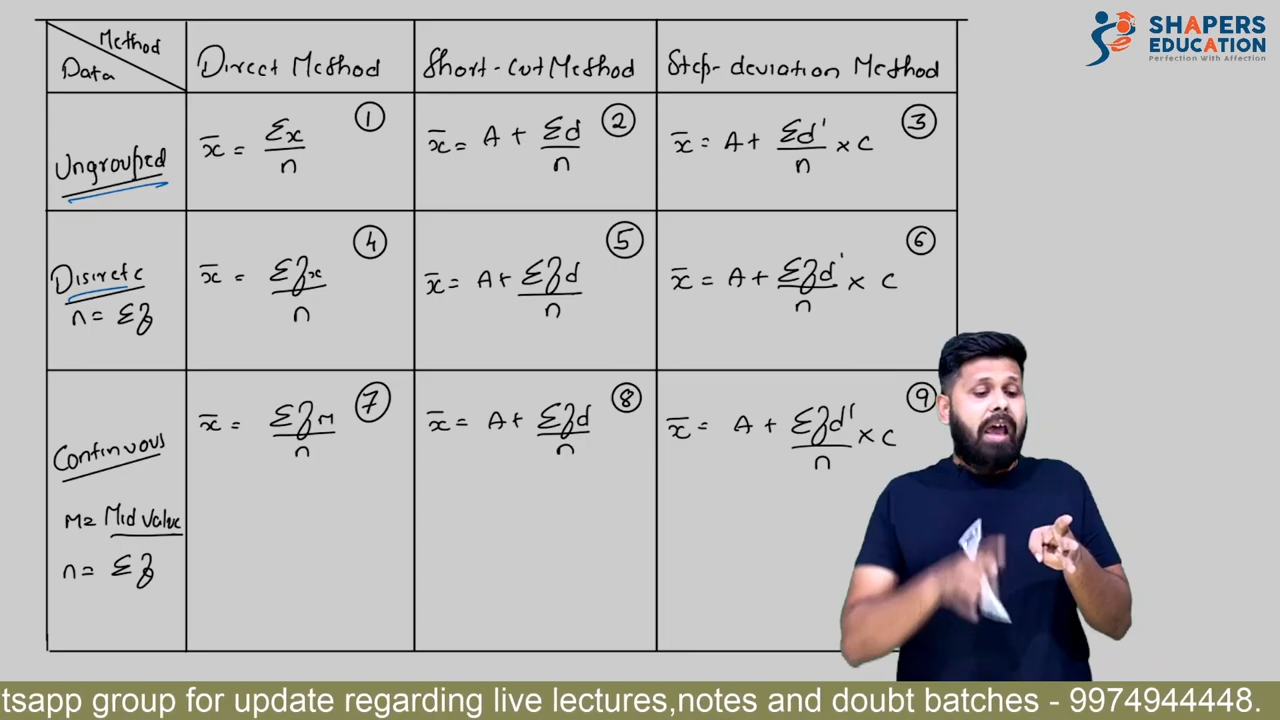 SHAPERS
EDUCATION
Perfection With Affection
Method
Data
Direct Method
Short-cut Method
Step-deviation Method
Ungrouped
x̄ = Σx/n ①
x̄ = A + Σd/n ②
x̄ = A + Σd'/n × C ③
Disirete
n = Σf
x̄ = Σfx/n ④
x̄ = A + Σfd/n ⑤
x̄ = A + Σfd'/n × C ⑥
Continuous
M = Mid Value
n = Σf
x̄ = ΣfM/n ⑦
x̄ = A + Σfd/n ⑧
x̄ = A + Σfd'/n × C ⑨
tsapp group for update regarding live lectures,notes and doubt batches - 9974944448.